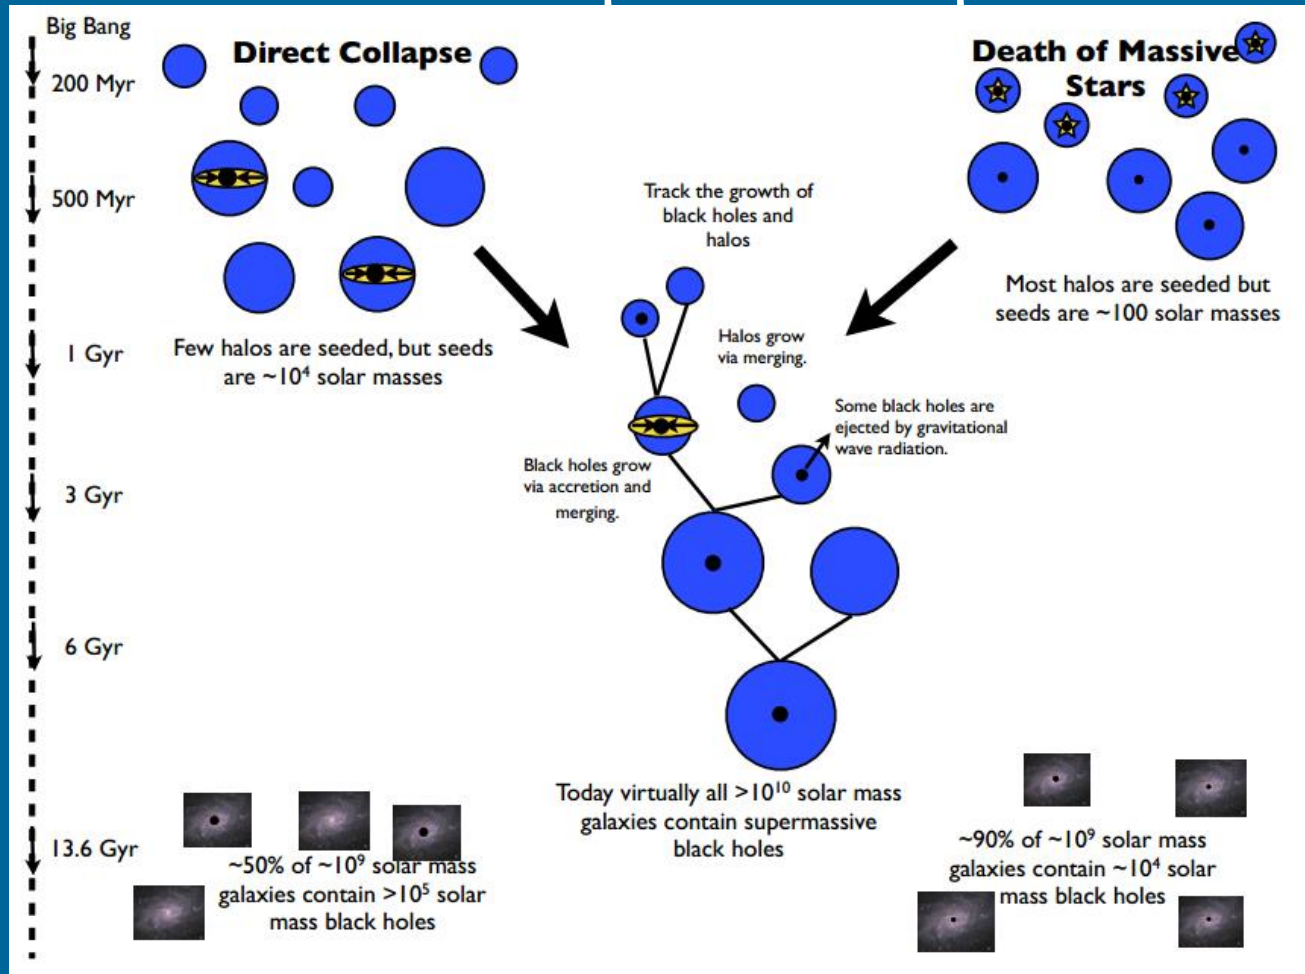 Big Bang
200 Myr
500 Myr
1 Gyr
3 Gyr
6 Gyr
13.6 Gyr
Direct Collapse
Few halos are seeded, but seeds
are ~10⁴ solar masses
Death of Massive
Stars
Most halos are seeded but
seeds are ~100 solar masses
Track the growth of
black holes and
halos
Halos grow
via merging.
Some black holes are
ejected by gravitational
wave radiation.
Black holes grow
via accretion and
merging.
Today virtually all >10¹⁰ solar mass
galaxies contain supermassive
black holes
~50% of ~10⁹ solar mass
galaxies contain >10⁵ solar
mass black holes
~90% of ~10⁹ solar mass
galaxies contain ~10⁴ solar
mass black holes